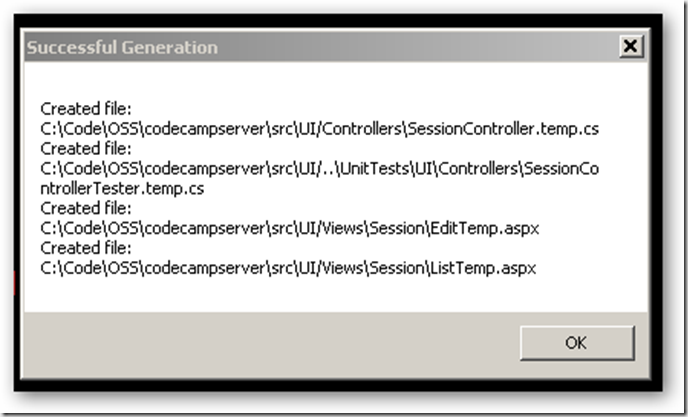 Successful Generation
Created file:
C:\Code\OSS\codecampserver\src\UI/Controllers\SessionController.temp.cs
Created file:
C:\Code\OSS\codecampserver\src\UI/..\UnitTests\UI\Controllers\SessionCo
ntrollerTester.temp.cs
Created file:
C:\Code\OSS\codecampserver\src\UI/Views\Session\EditTemp.aspx
Created file:
C:\Code\OSS\codecampserver\src\UI/Views\Session\ListTemp.aspx
OK